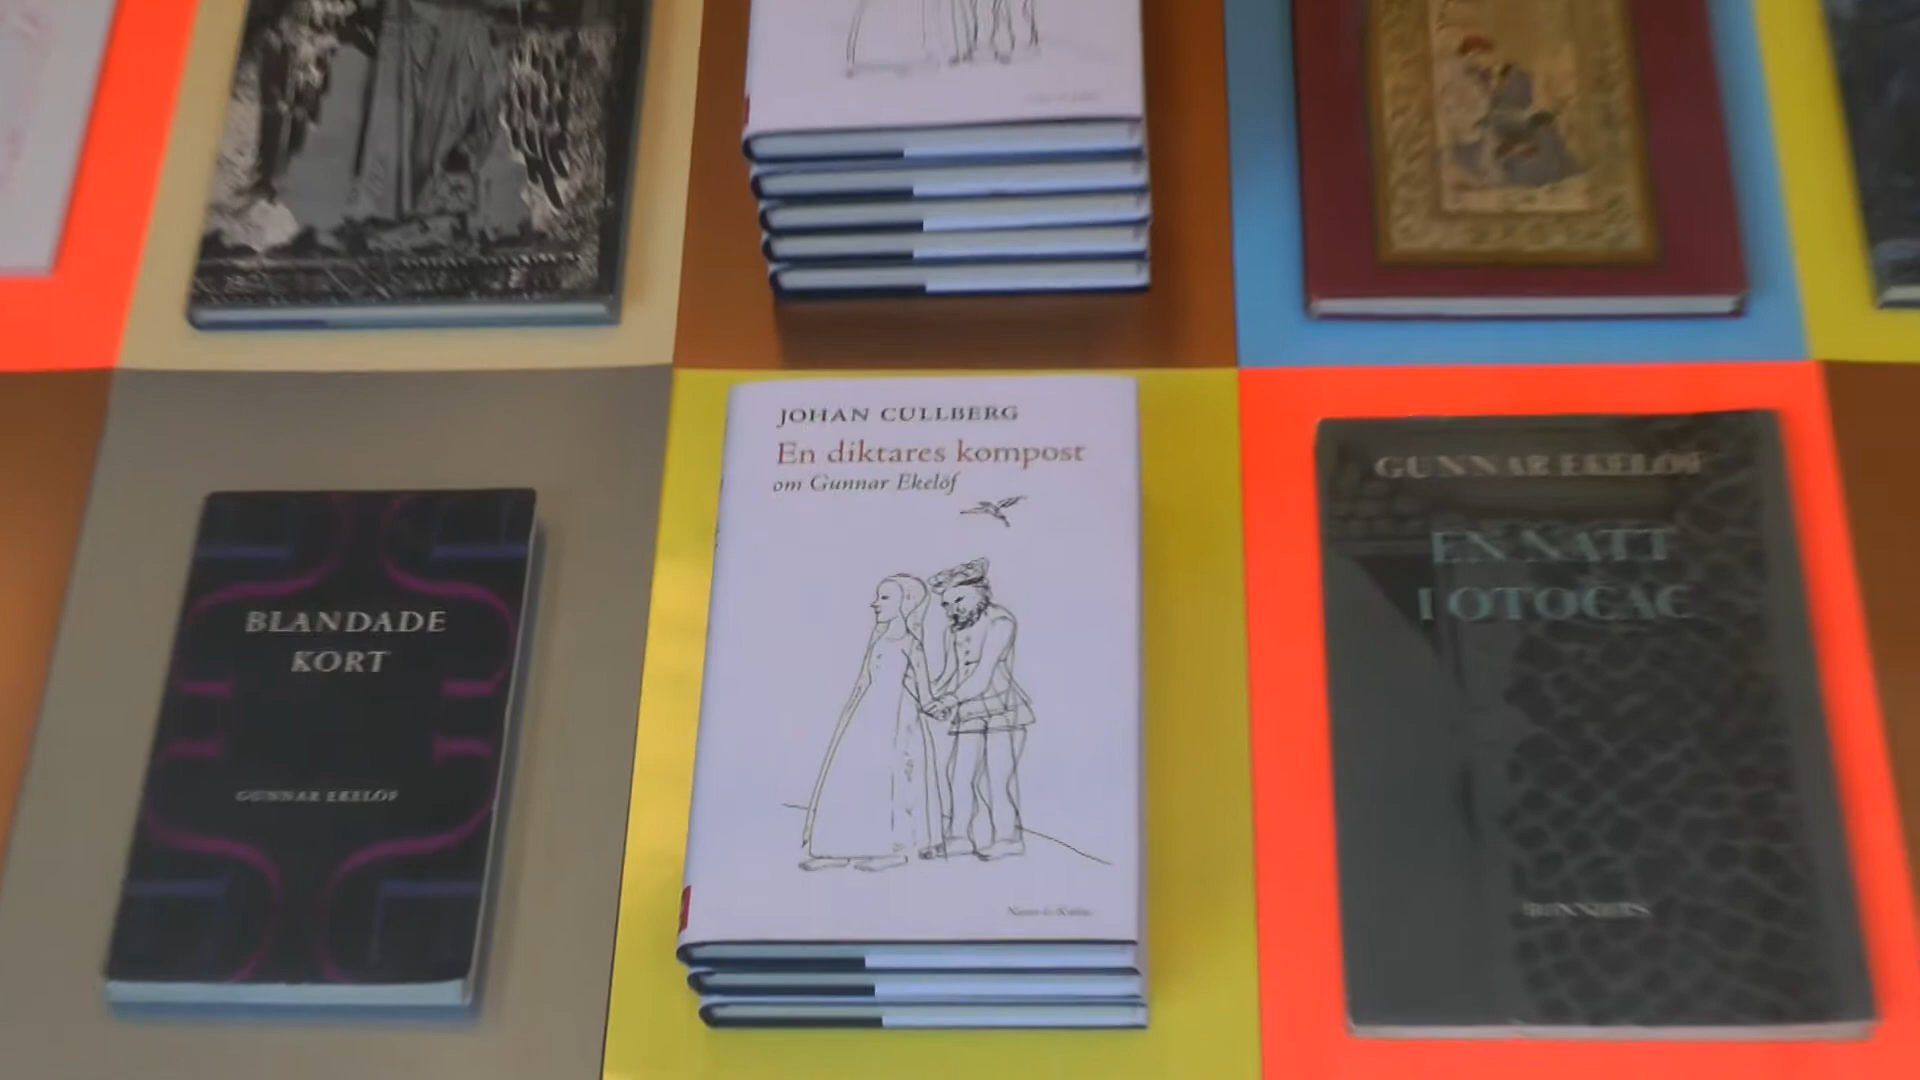 JOHAN CULLBERG
En diktares kompost
om Gunnar Ekelöf
BLANDADE
KORT
GUNNAR EKELÖF
GUNNAR EKELÖF
EN NATT
I OTOČAC
BONNIERS